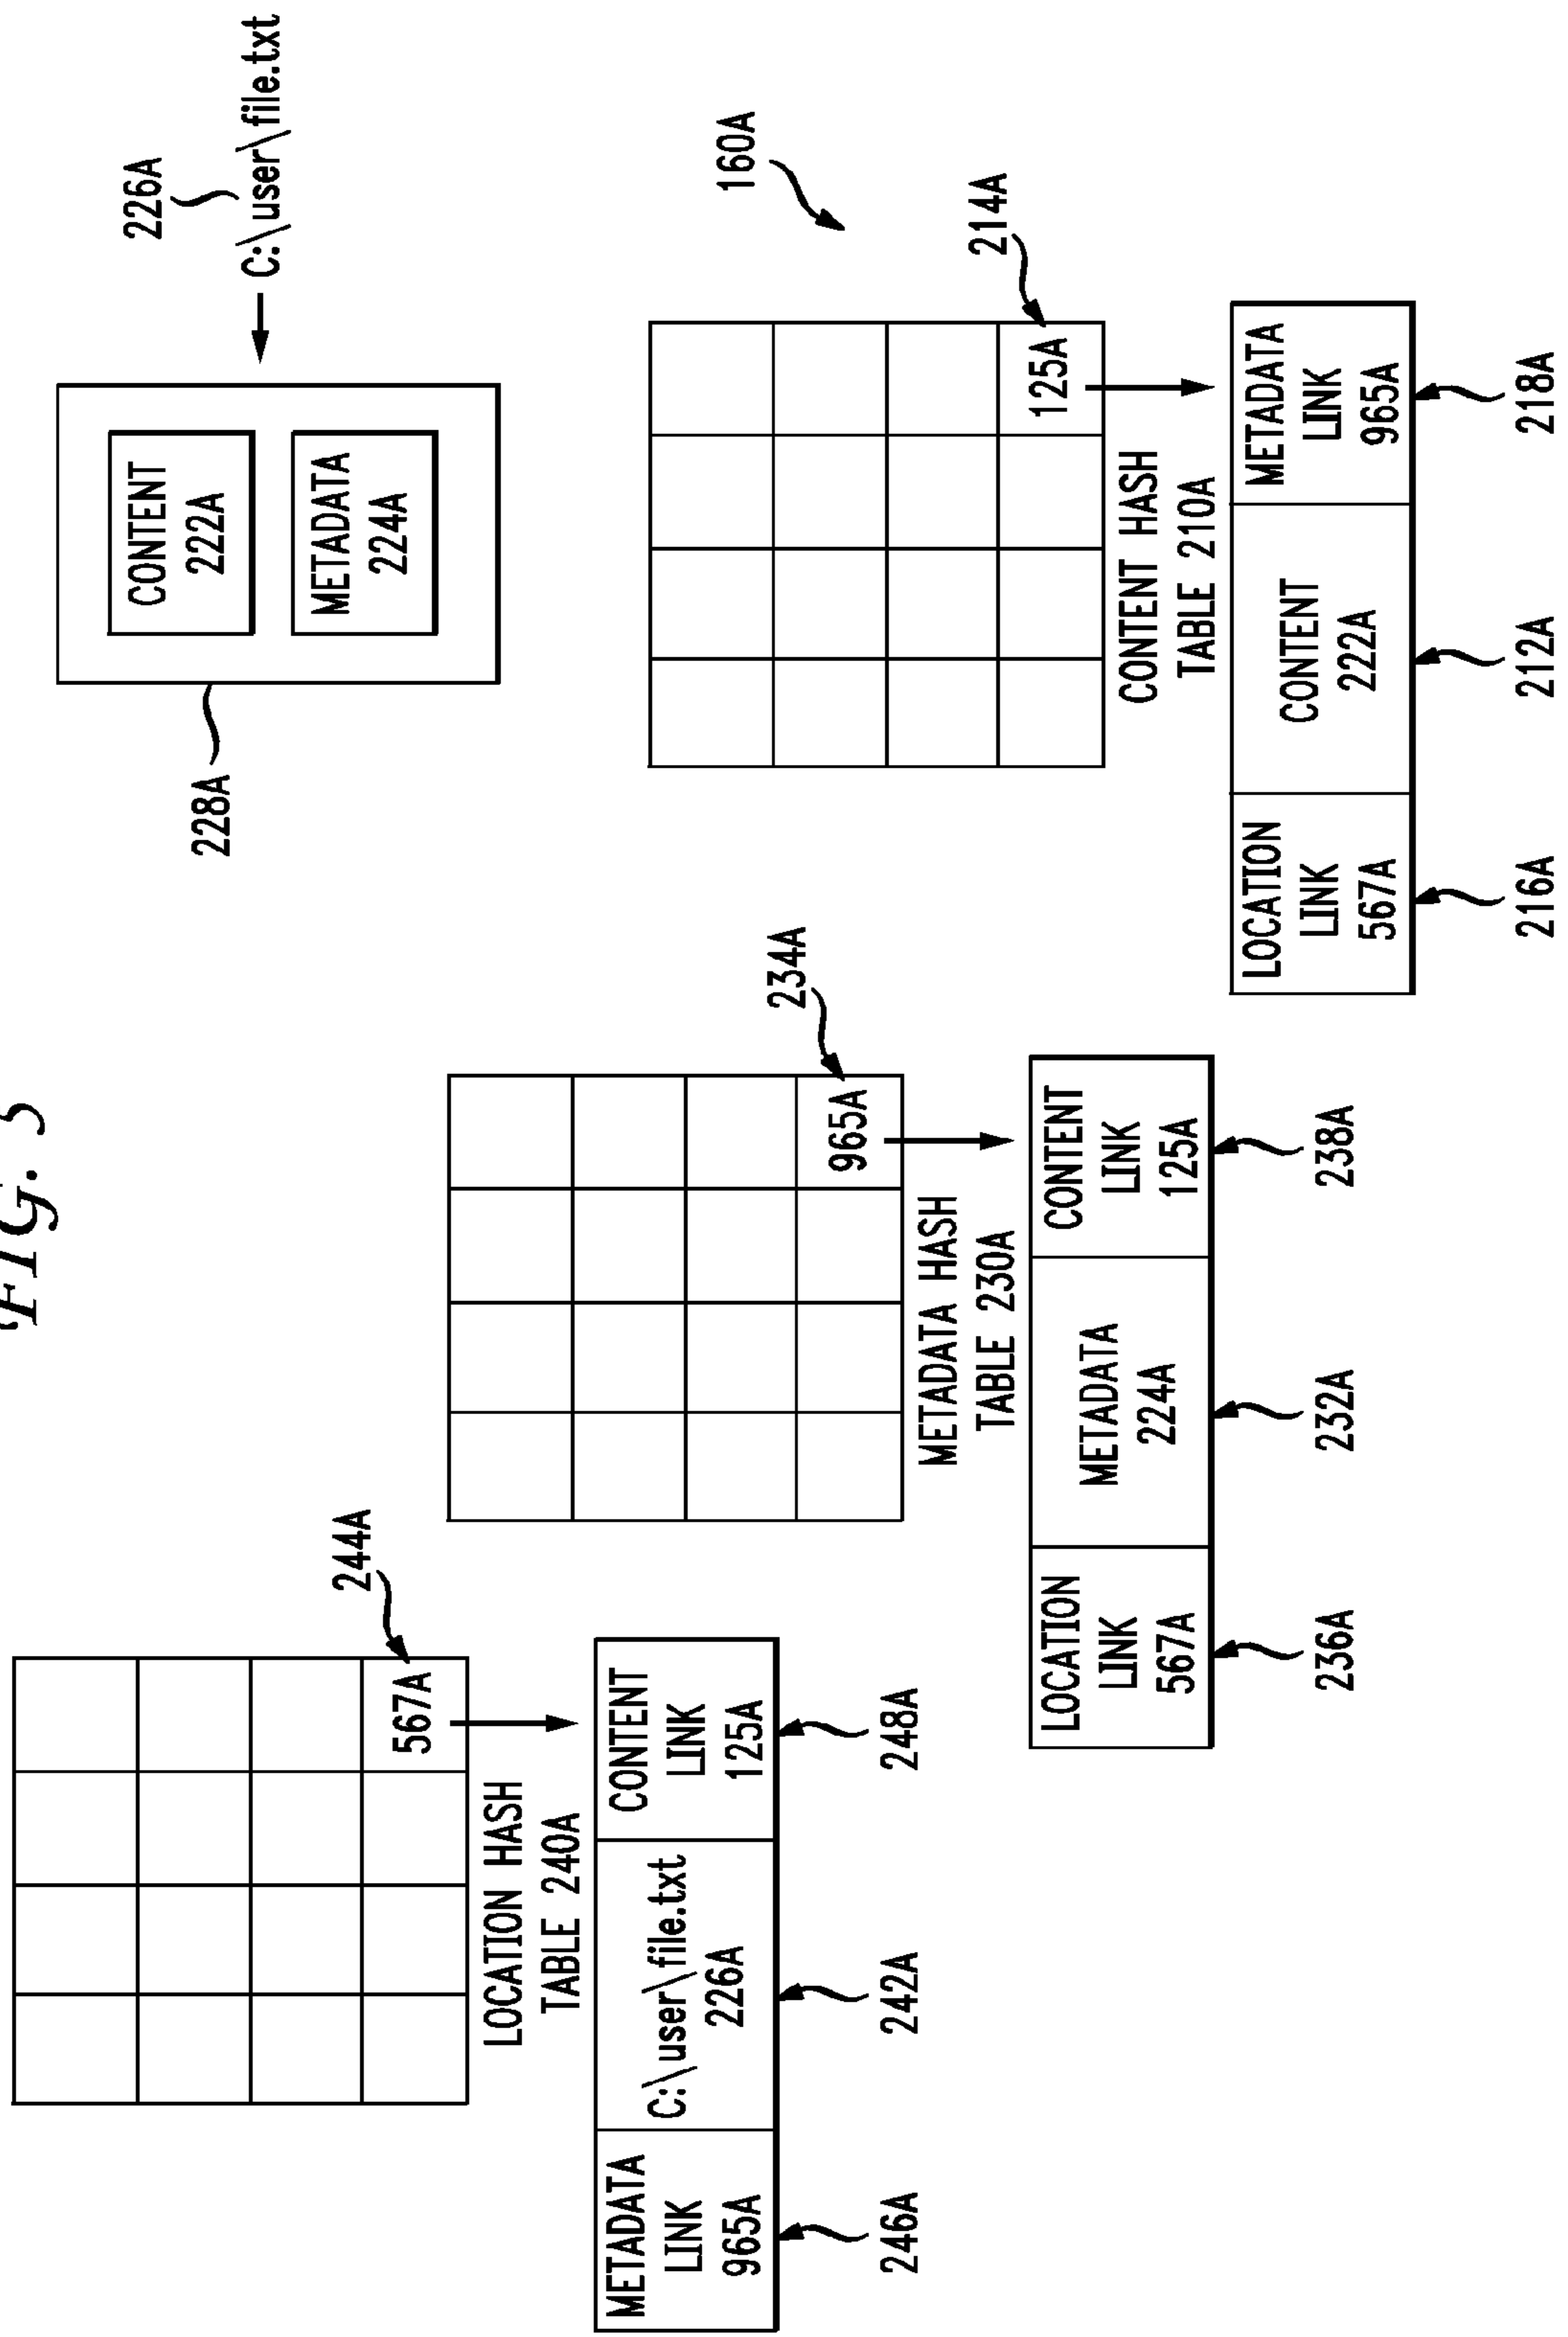 FIG. 5
228A
CONTENT
222A
METADATA
224A
226A
C:\user\file.txt
160A
244A
567A
LOCATION HASH
TABLE 240A
METADATA
LINK
965A
C:\user\file.txt
226A
CONTENT
LINK
125A
246A
242A
248A
234A
965A
METADATA HASH
TABLE 230A
LOCATION
LINK
567A
METADATA
224A
CONTENT
LINK
125A
236A
232A
238A
214A
125A
CONTENT HASH
TABLE 210A
LOCATION
LINK
567A
CONTENT
222A
METADATA
LINK
965A
216A
212A
218A